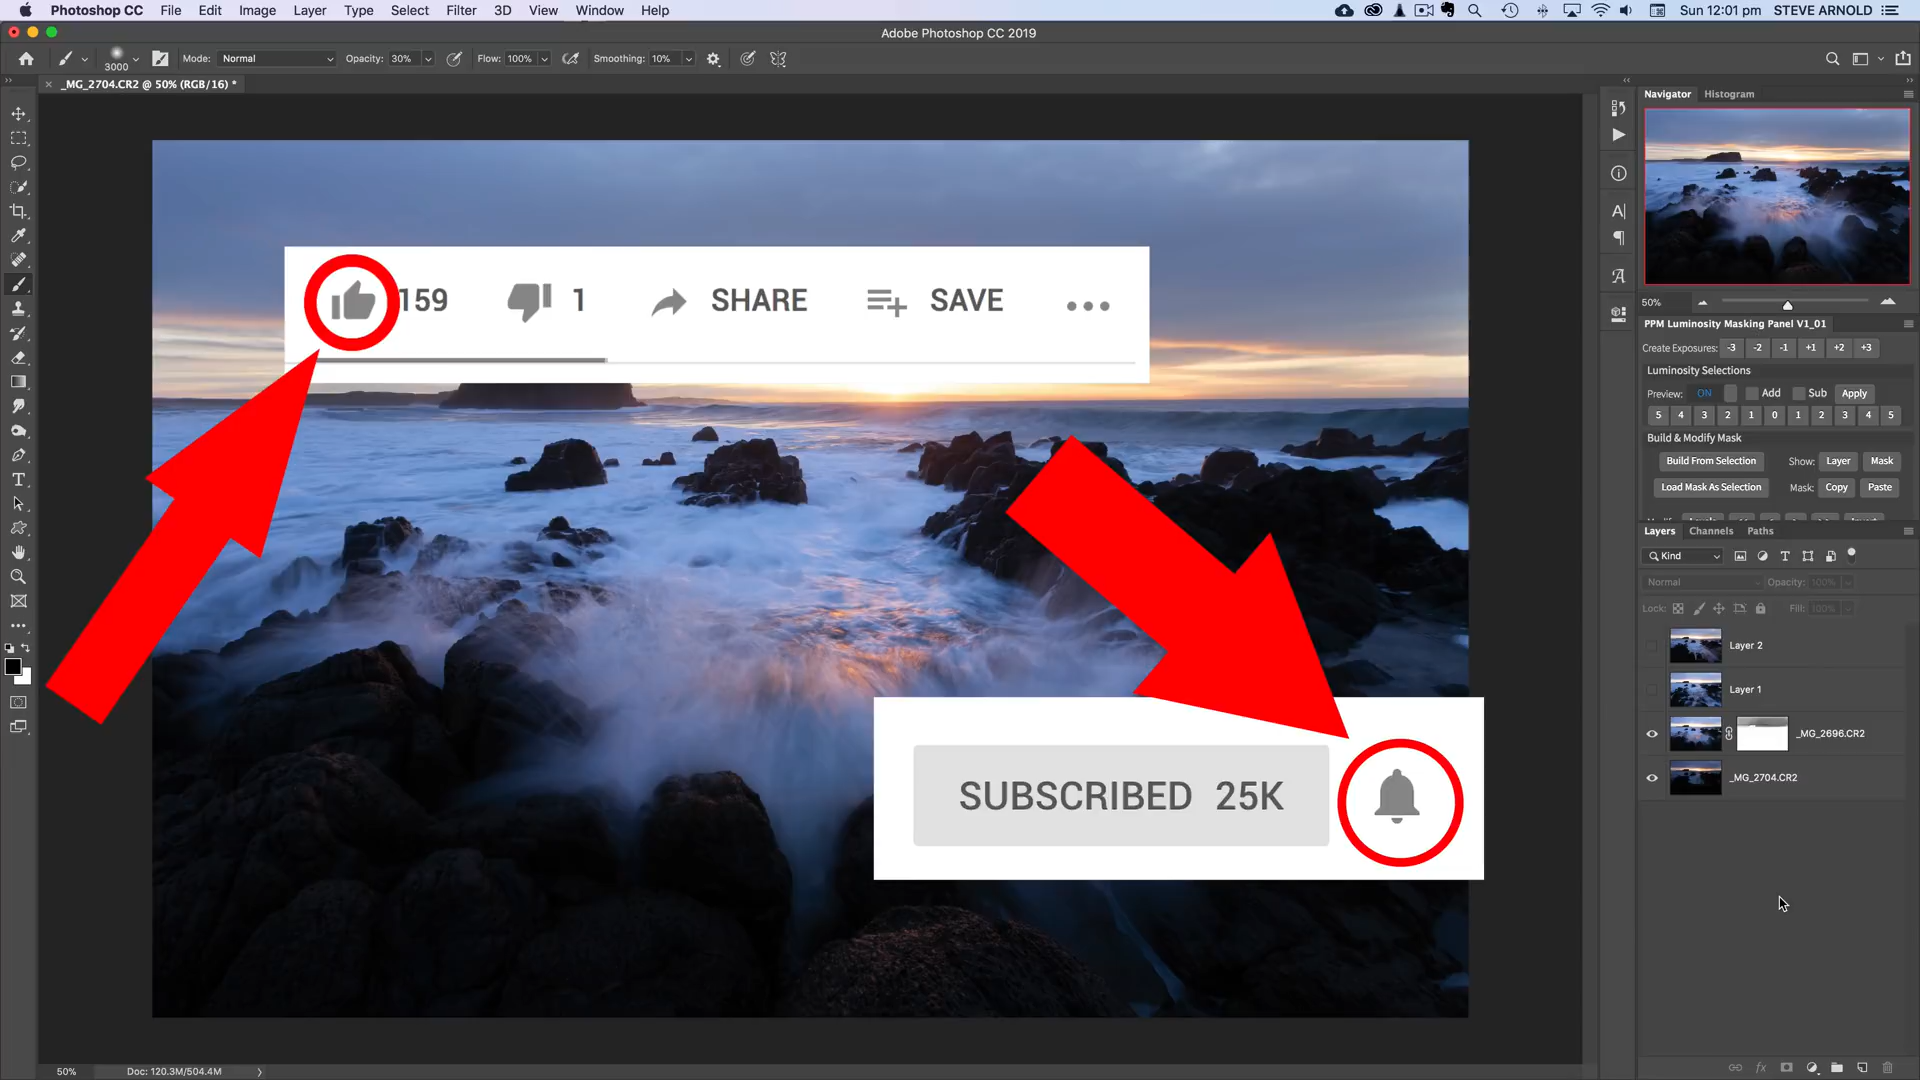 Photoshop CC File Edit Image Layer Type Select Filter 3D View Window Help Sun 12:01 pm STEVE ARNOLD
Adobe Photoshop CC 2019
3000 Mode: Normal Opacity: 30% Flow: 100% Smoothing: 10%
_MG_2704.CR2 @ 50% (RGB/16) *
159 1 SHARE SAVE
SUBSCRIBED 25K
50% Doc: 120.3M/504.4M
Navigator Histogram
50%
PPM Luminosity Masking Panel V1_01
Create Exposures: -3 -2 -1 +1 +2 +3
Luminosity Selections
Preview: ON Add Sub Apply
5 4 3 2 1 0 1 2 3 4 5
Build & Modify Mask
Build From Selection Show: Layer Mask
Load Mask As Selection Mask: Copy Paste
Layers Channels Paths
Kind
Normal Opacity: 100%
Lock: Fill: 100%
Layer 2
Layer 1
_MG_2696.CR2
_MG_2704.CR2
fx